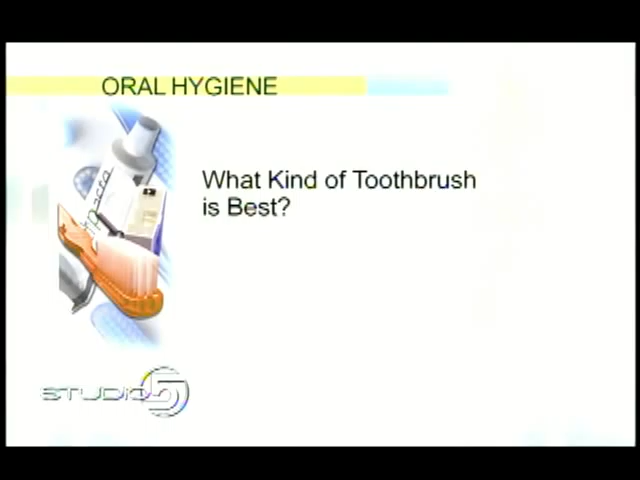 ORAL HYGIENE
What Kind of Toothbrush
is Best?
STUDIO 5